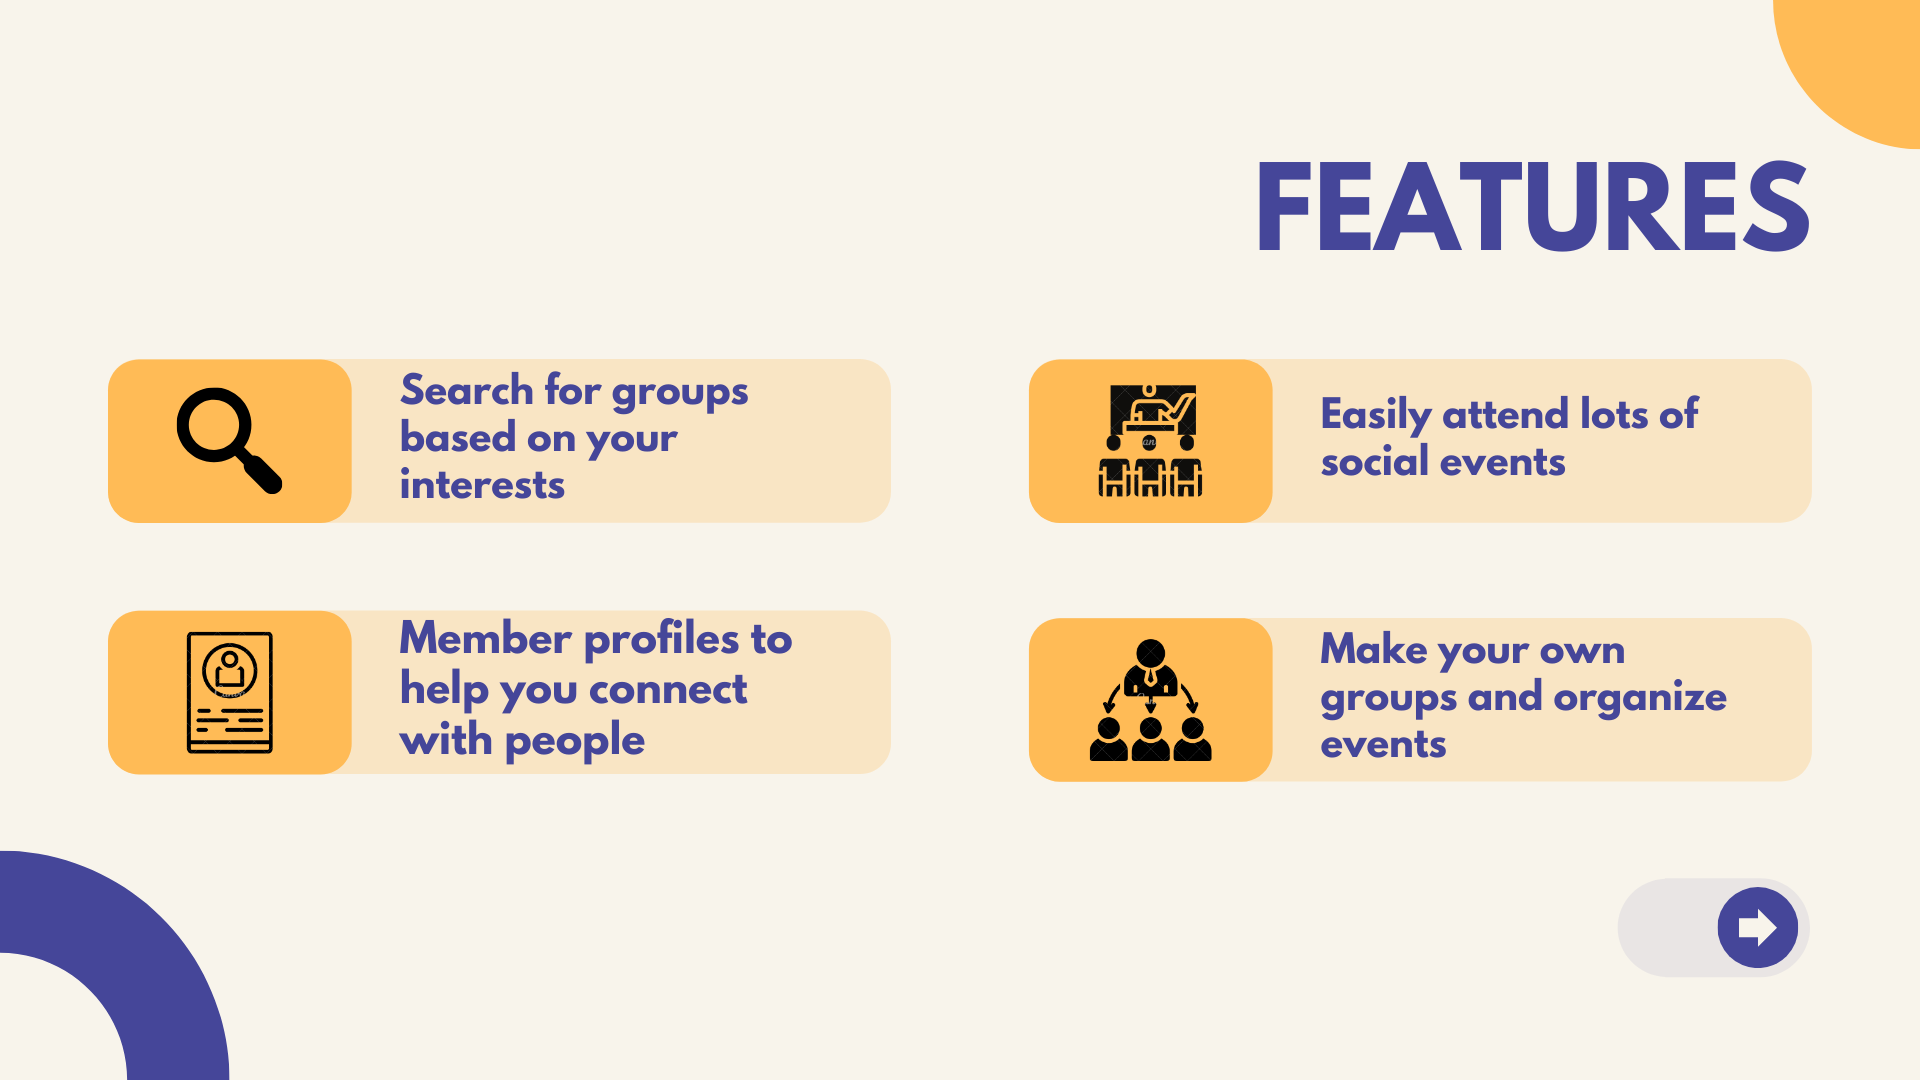 FEATURES
Search for groups
based on your
interests
Easily attend lots of
social events
Member profiles to
help you connect
with people
Make your own
groups and organize
events